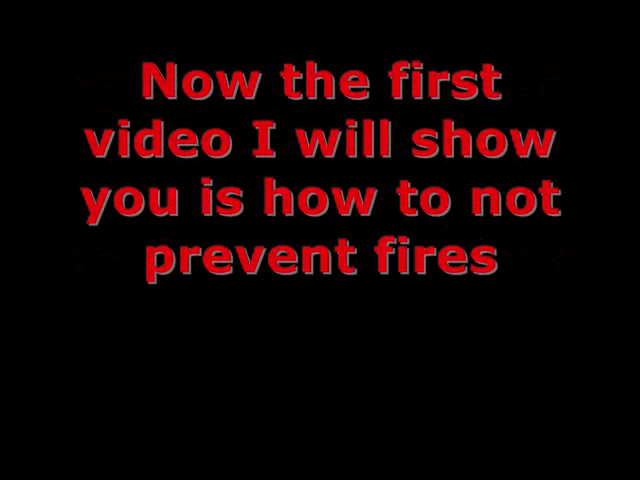 Now the first
video I will show
you is how to not
prevent fires